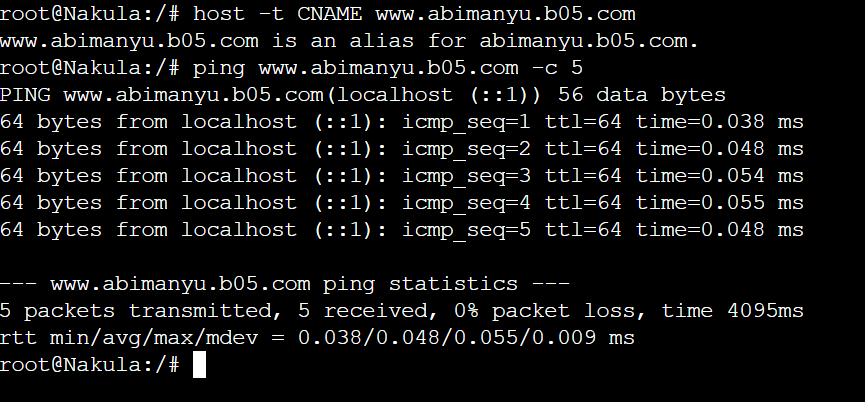 root@Nakula:/# host -t CNAME www.abimanyu.b05.com
www.abimanyu.b05.com is an alias for abimanyu.b05.com.
root@Nakula:/# ping www.abimanyu.b05.com -c 5
PING www.abimanyu.b05.com(localhost (::1)) 56 data bytes
64 bytes from localhost (::1): icmp_seq=1 ttl=64 time=0.038 ms
64 bytes from localhost (::1): icmp_seq=2 ttl=64 time=0.048 ms
64 bytes from localhost (::1): icmp_seq=3 ttl=64 time=0.054 ms
64 bytes from localhost (::1): icmp_seq=4 ttl=64 time=0.055 ms
64 bytes from localhost (::1): icmp_seq=5 ttl=64 time=0.048 ms

--- www.abimanyu.b05.com ping statistics ---
5 packets transmitted, 5 received, 0% packet loss, time 4095ms
rtt min/avg/max/mdev = 0.038/0.048/0.055/0.009 ms
root@Nakula:/#